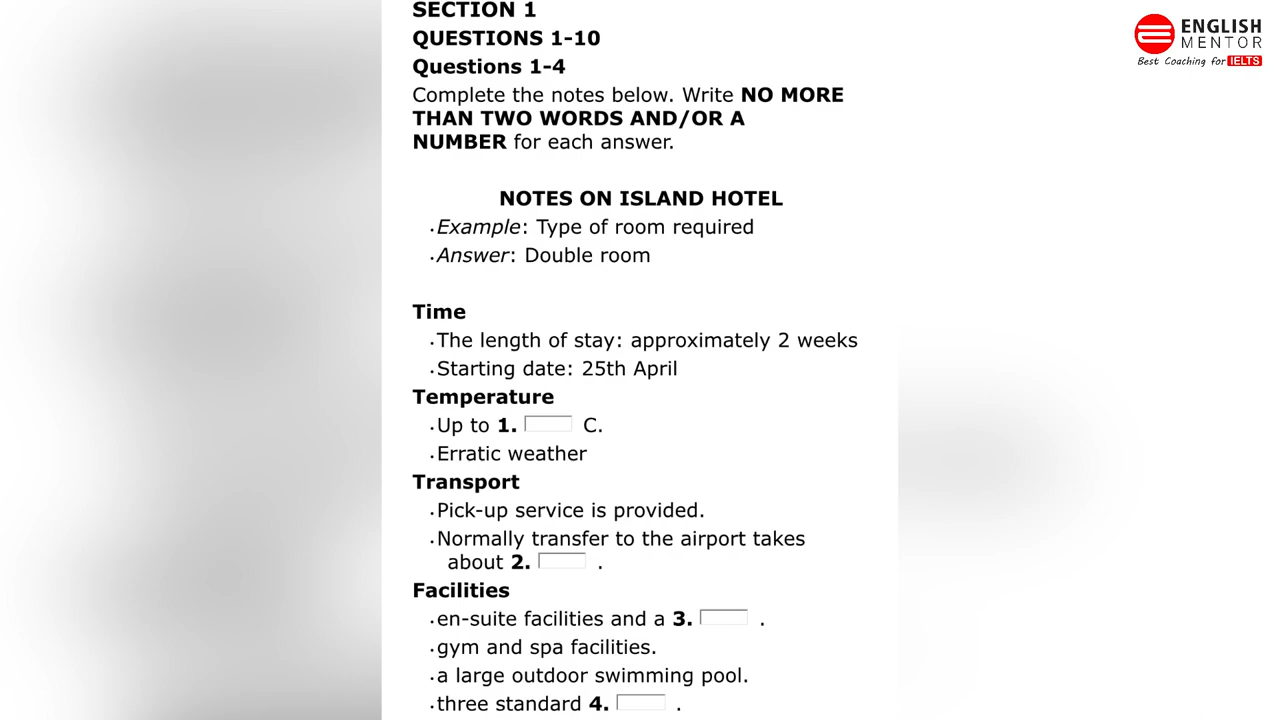 SECTION 1
QUESTIONS 1-10
Questions 1-4
Complete the notes below. Write NO MORE
THAN TWO WORDS AND/OR A
NUMBER for each answer.
NOTES ON ISLAND HOTEL
·Example: Type of room required
·Answer: Double room
Time
·The length of stay: approximately 2 weeks
·Starting date: 25th April
Temperature
·Up to 1. C.
·Erratic weather
Transport
·Pick-up service is provided.
·Normally transfer to the airport takes
about 2. .
Facilities
·en-suite facilities and a 3. .
·gym and spa facilities.
·a large outdoor swimming pool.
·three standard 4. .
ENGLISH
MENTOR
Best Coaching for IELTS